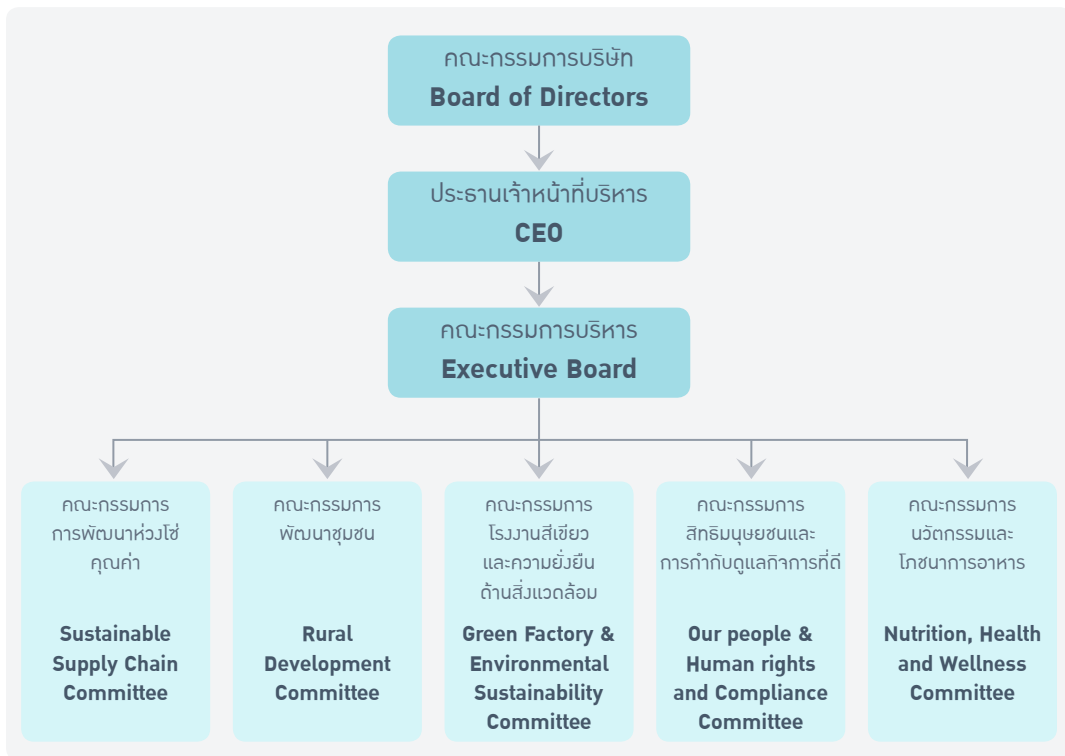 คณะกรรมการบริษัท
Board of Directors
ประธานเจ้าหน้าที่บริหาร
CEO
คณะกรรมการบริหาร
Executive Board
คณะกรรมการ
การพัฒนาห่วงโซ่
คุณค่า
Sustainable
Supply Chain
Committee
คณะกรรมการ
พัฒนาชุมชน
Rural
Development
Committee
คณะกรรมการ
โรงงานสีเขียว
และความยั่งยืน
ด้านสิ่งแวดล้อม
Green Factory &
Environmental
Sustainability
Committee
คณะกรรมการ
สิทธิมนุษยชนและ
การกำกับดูแลกิจการที่ดี
Our people &
Human rights
and Compliance
Committee
คณะกรรมการ
นวัตกรรมและ
โภชนาการอาหาร
Nutrition, Health
and Wellness
Committee